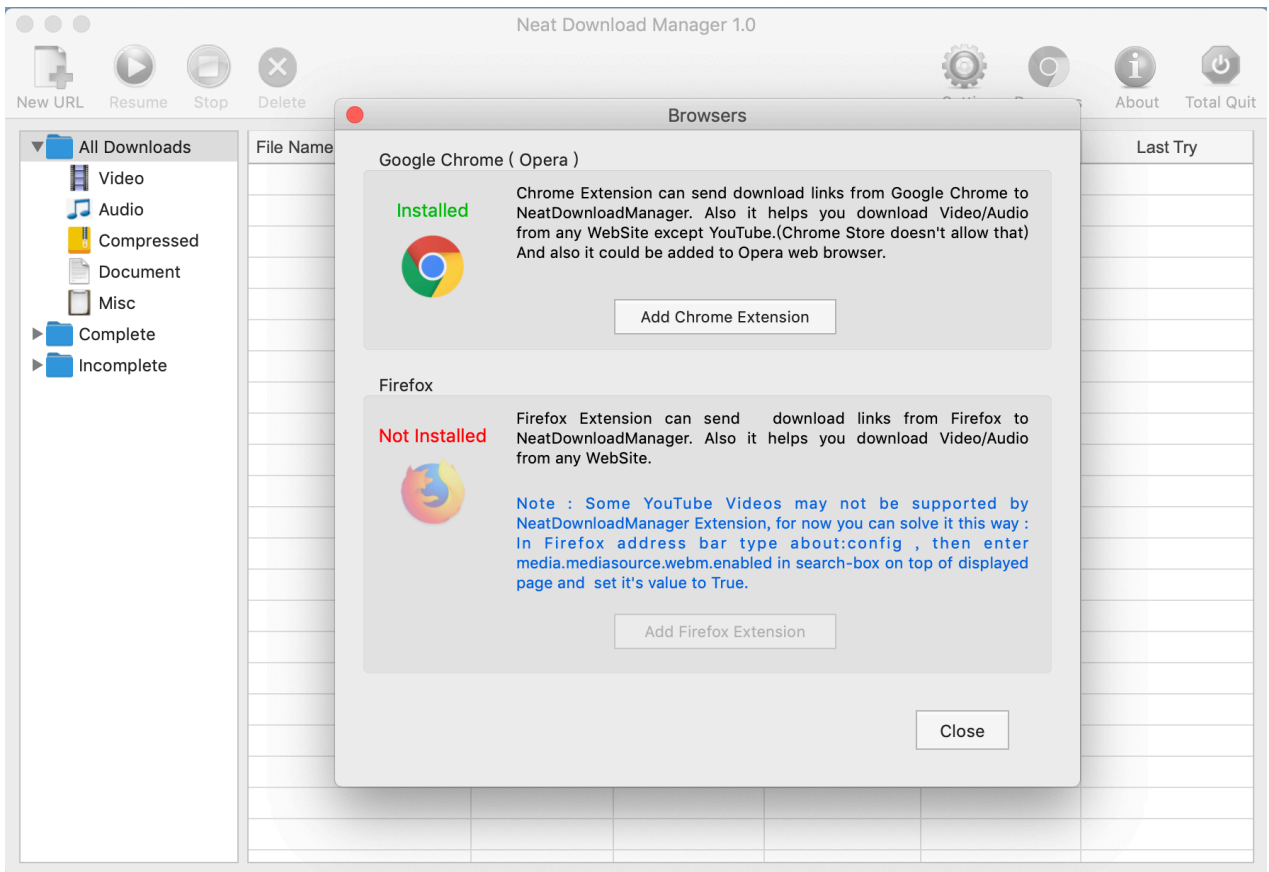 Neat Download Manager 1.0
New URL
Resume
Stop
Delete
About
Total Quit
All Downloads
Video
Audio
Compressed
Document
Misc
Complete
Incomplete
File Name
Last Try
Browsers
Google Chrome ( Opera )
Installed
Chrome Extension can send download links from Google Chrome to
NeatDownloadManager. Also it helps you download Video/Audio
from any WebSite except YouTube.(Chrome Store doesn't allow that)
And also it could be added to Opera web browser.
Add Chrome Extension
Firefox
Not Installed
Firefox Extension can send download links from Firefox to
NeatDownloadManager. Also it helps you download Video/Audio
from any WebSite.
Note : Some YouTube Videos may not be supported by
NeatDownloadManager Extension, for now you can solve it this way :
In Firefox address bar type about:config , then enter
media.mediasource.webm.enabled in search-box on top of displayed
page and set it's value to True.
Add Firefox Extension
Close